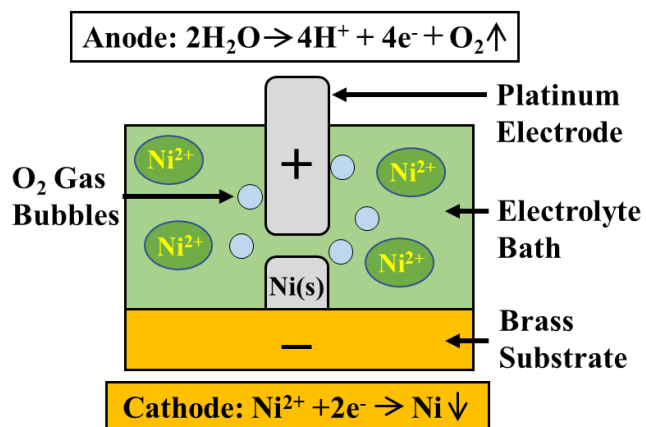 Anode: 2H₂O → 4H⁺ + 4e⁻ + O₂↑
Platinum
Electrode
Ni²⁺
Ni²⁺
+
O₂ Gas
Bubbles
Electrolyte
Bath
Ni²⁺
Ni²⁺
Ni(s)
Brass
Substrate
−
Cathode: Ni²⁺ +2e⁻ → Ni↓